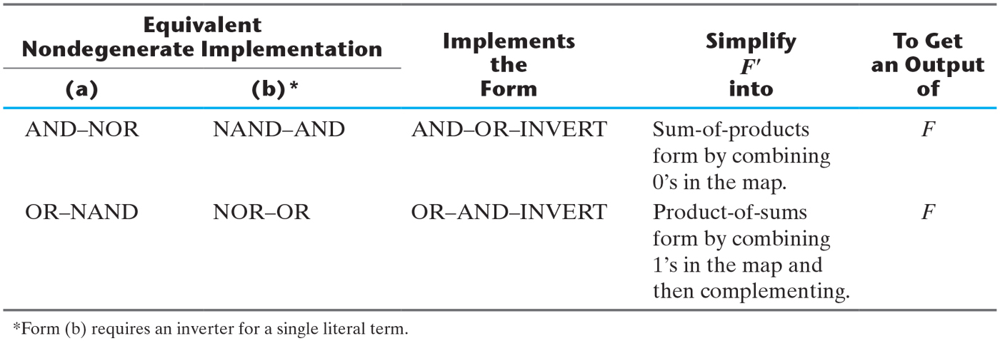 Equivalent
Nondegenerate Implementation
Implements
the
Form
Simplify
F′
into
To Get
an Output
of
(a) (b)*
AND–NOR NAND–AND AND–OR–INVERT Sum-of-products F
form by combining
0’s in the map.
OR–NAND NOR–OR OR–AND–INVERT Product-of-sums F
form by combining
1’s in the map and
then complementing.
*Form (b) requires an inverter for a single literal term.